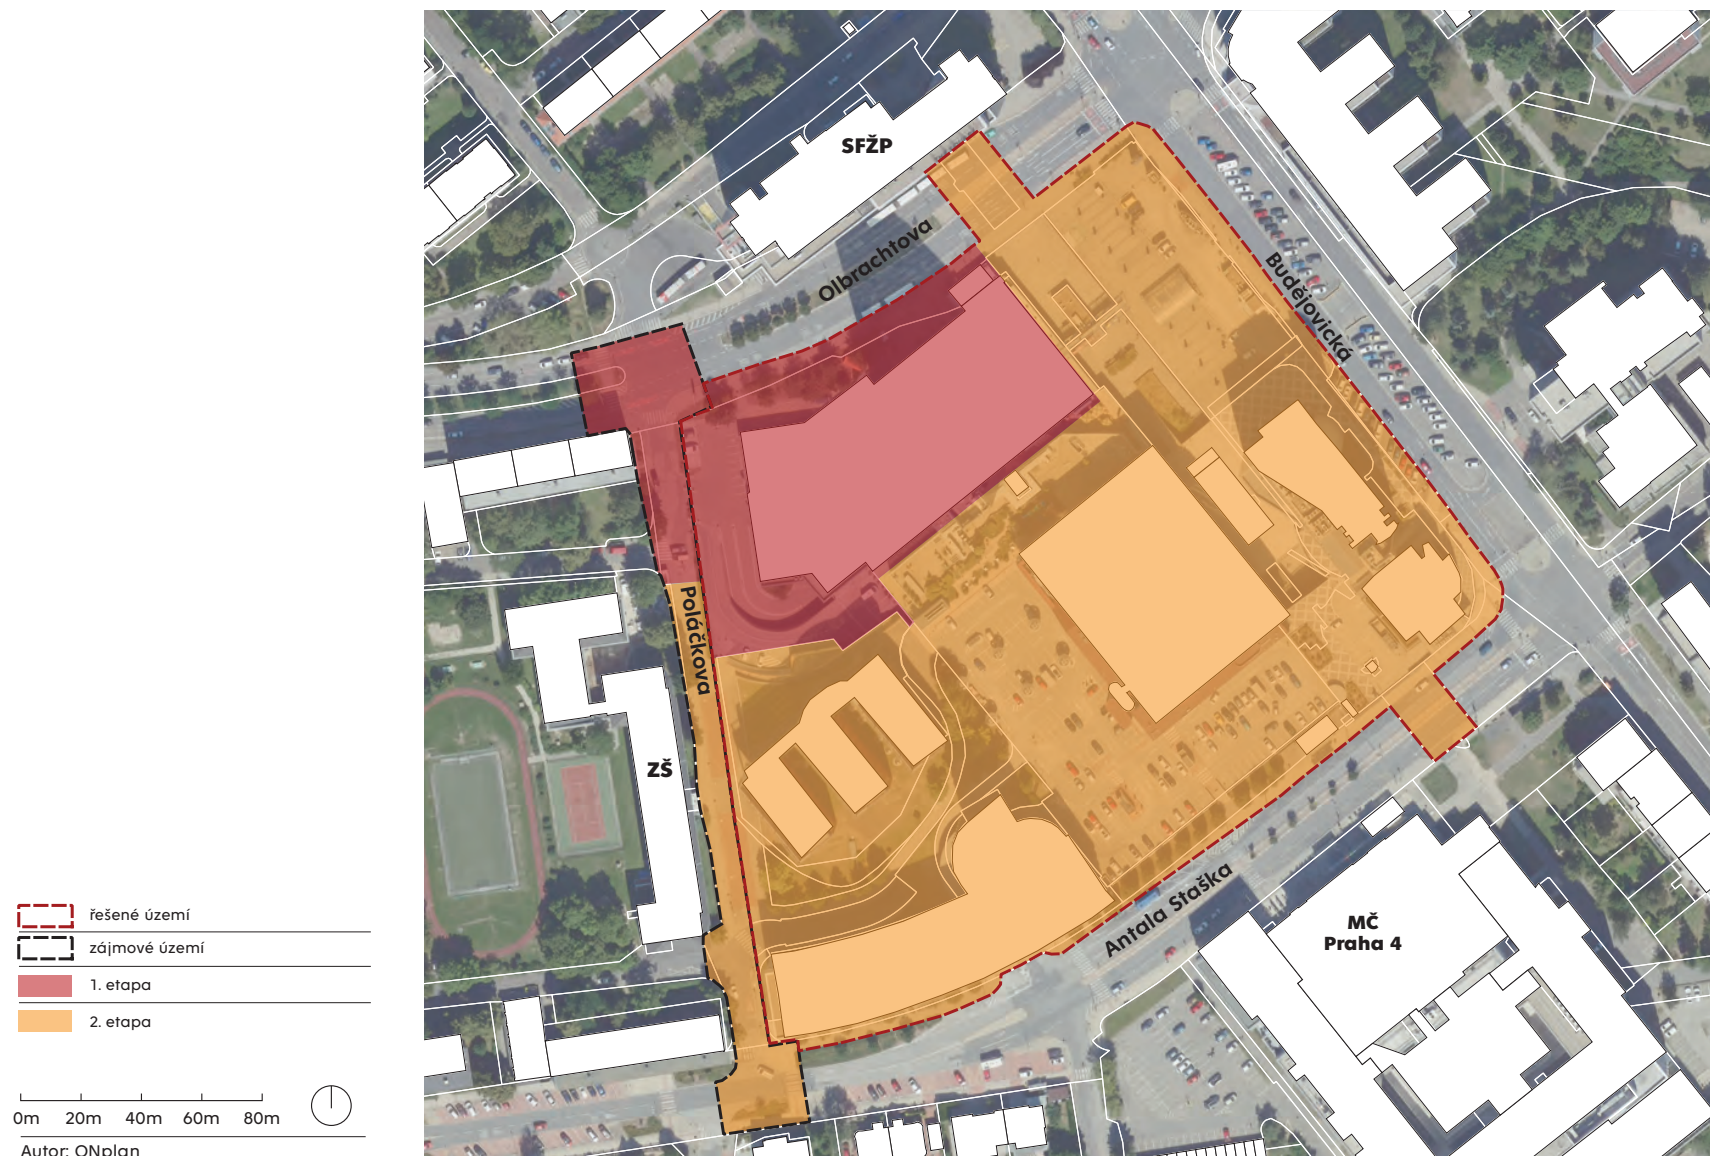 SFŽP
Olbrachtova
Budějovická
Poláčkova
ZŠ
Antala Staška
MČ
Praha 4
řešené území
zájmové území
1. etapa
2. etapa
0m 20m 40m 60m 80m
Autor: ONplan